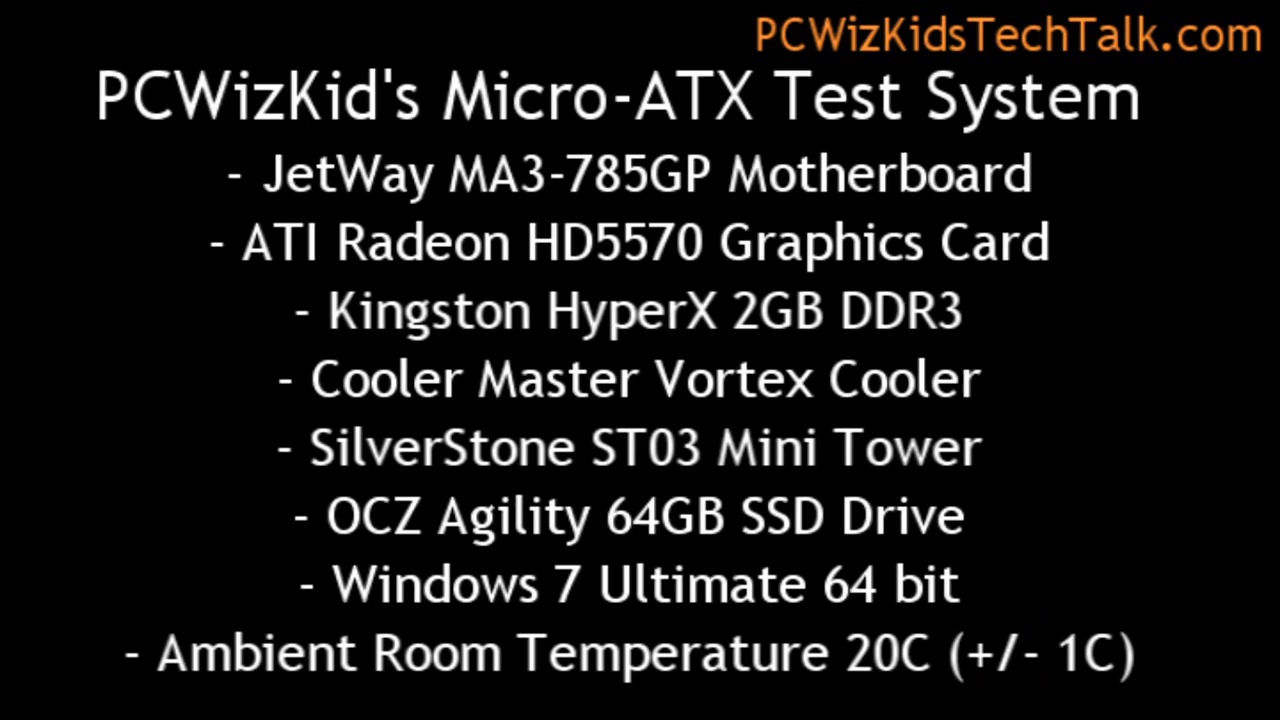 PCWizKidsTechTalk.com
PCWizKid's Micro-ATX Test System
- JetWay MA3-785GP Motherboard
- ATI Radeon HD5570 Graphics Card
- Kingston HyperX 2GB DDR3
- Cooler Master Vortex Cooler
- SilverStone ST03 Mini Tower
- OCZ Agility 64GB SSD Drive
- Windows 7 Ultimate 64 bit
- Ambient Room Temperature 20C (+/- 1C)